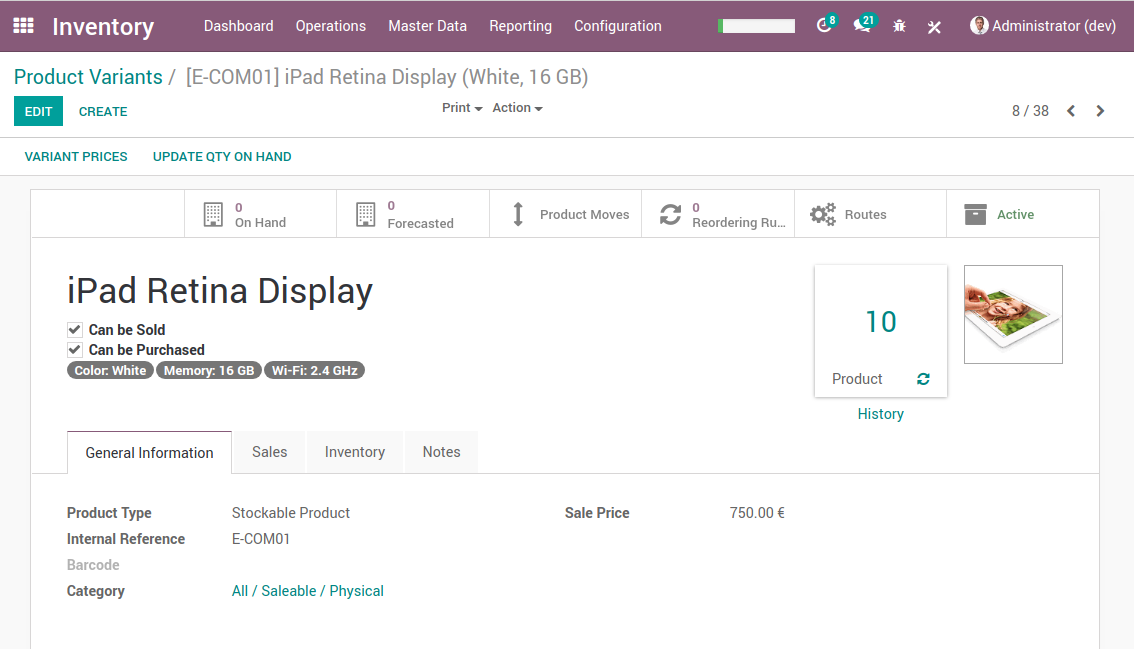 Inventory Dashboard Operations Master Data Reporting Configuration 8 21 Administrator (dev)
Product Variants / [E-COM01] iPad Retina Display (White, 16 GB)
EDIT CREATE Print Action 8 / 38
VARIANT PRICES UPDATE QTY ON HAND
0
On Hand
0
Forecasted
Product Moves
0
Reordering Ru...
Routes
Active
iPad Retina Display
Can be Sold
Can be Purchased
Color: White Memory: 16 GB Wi-Fi: 2.4 GHz
10
Product
History
General Information Sales Inventory Notes
Product Type Stockable Product Sale Price 750.00 €
Internal Reference E-COM01
Barcode
Category All / Saleable / Physical